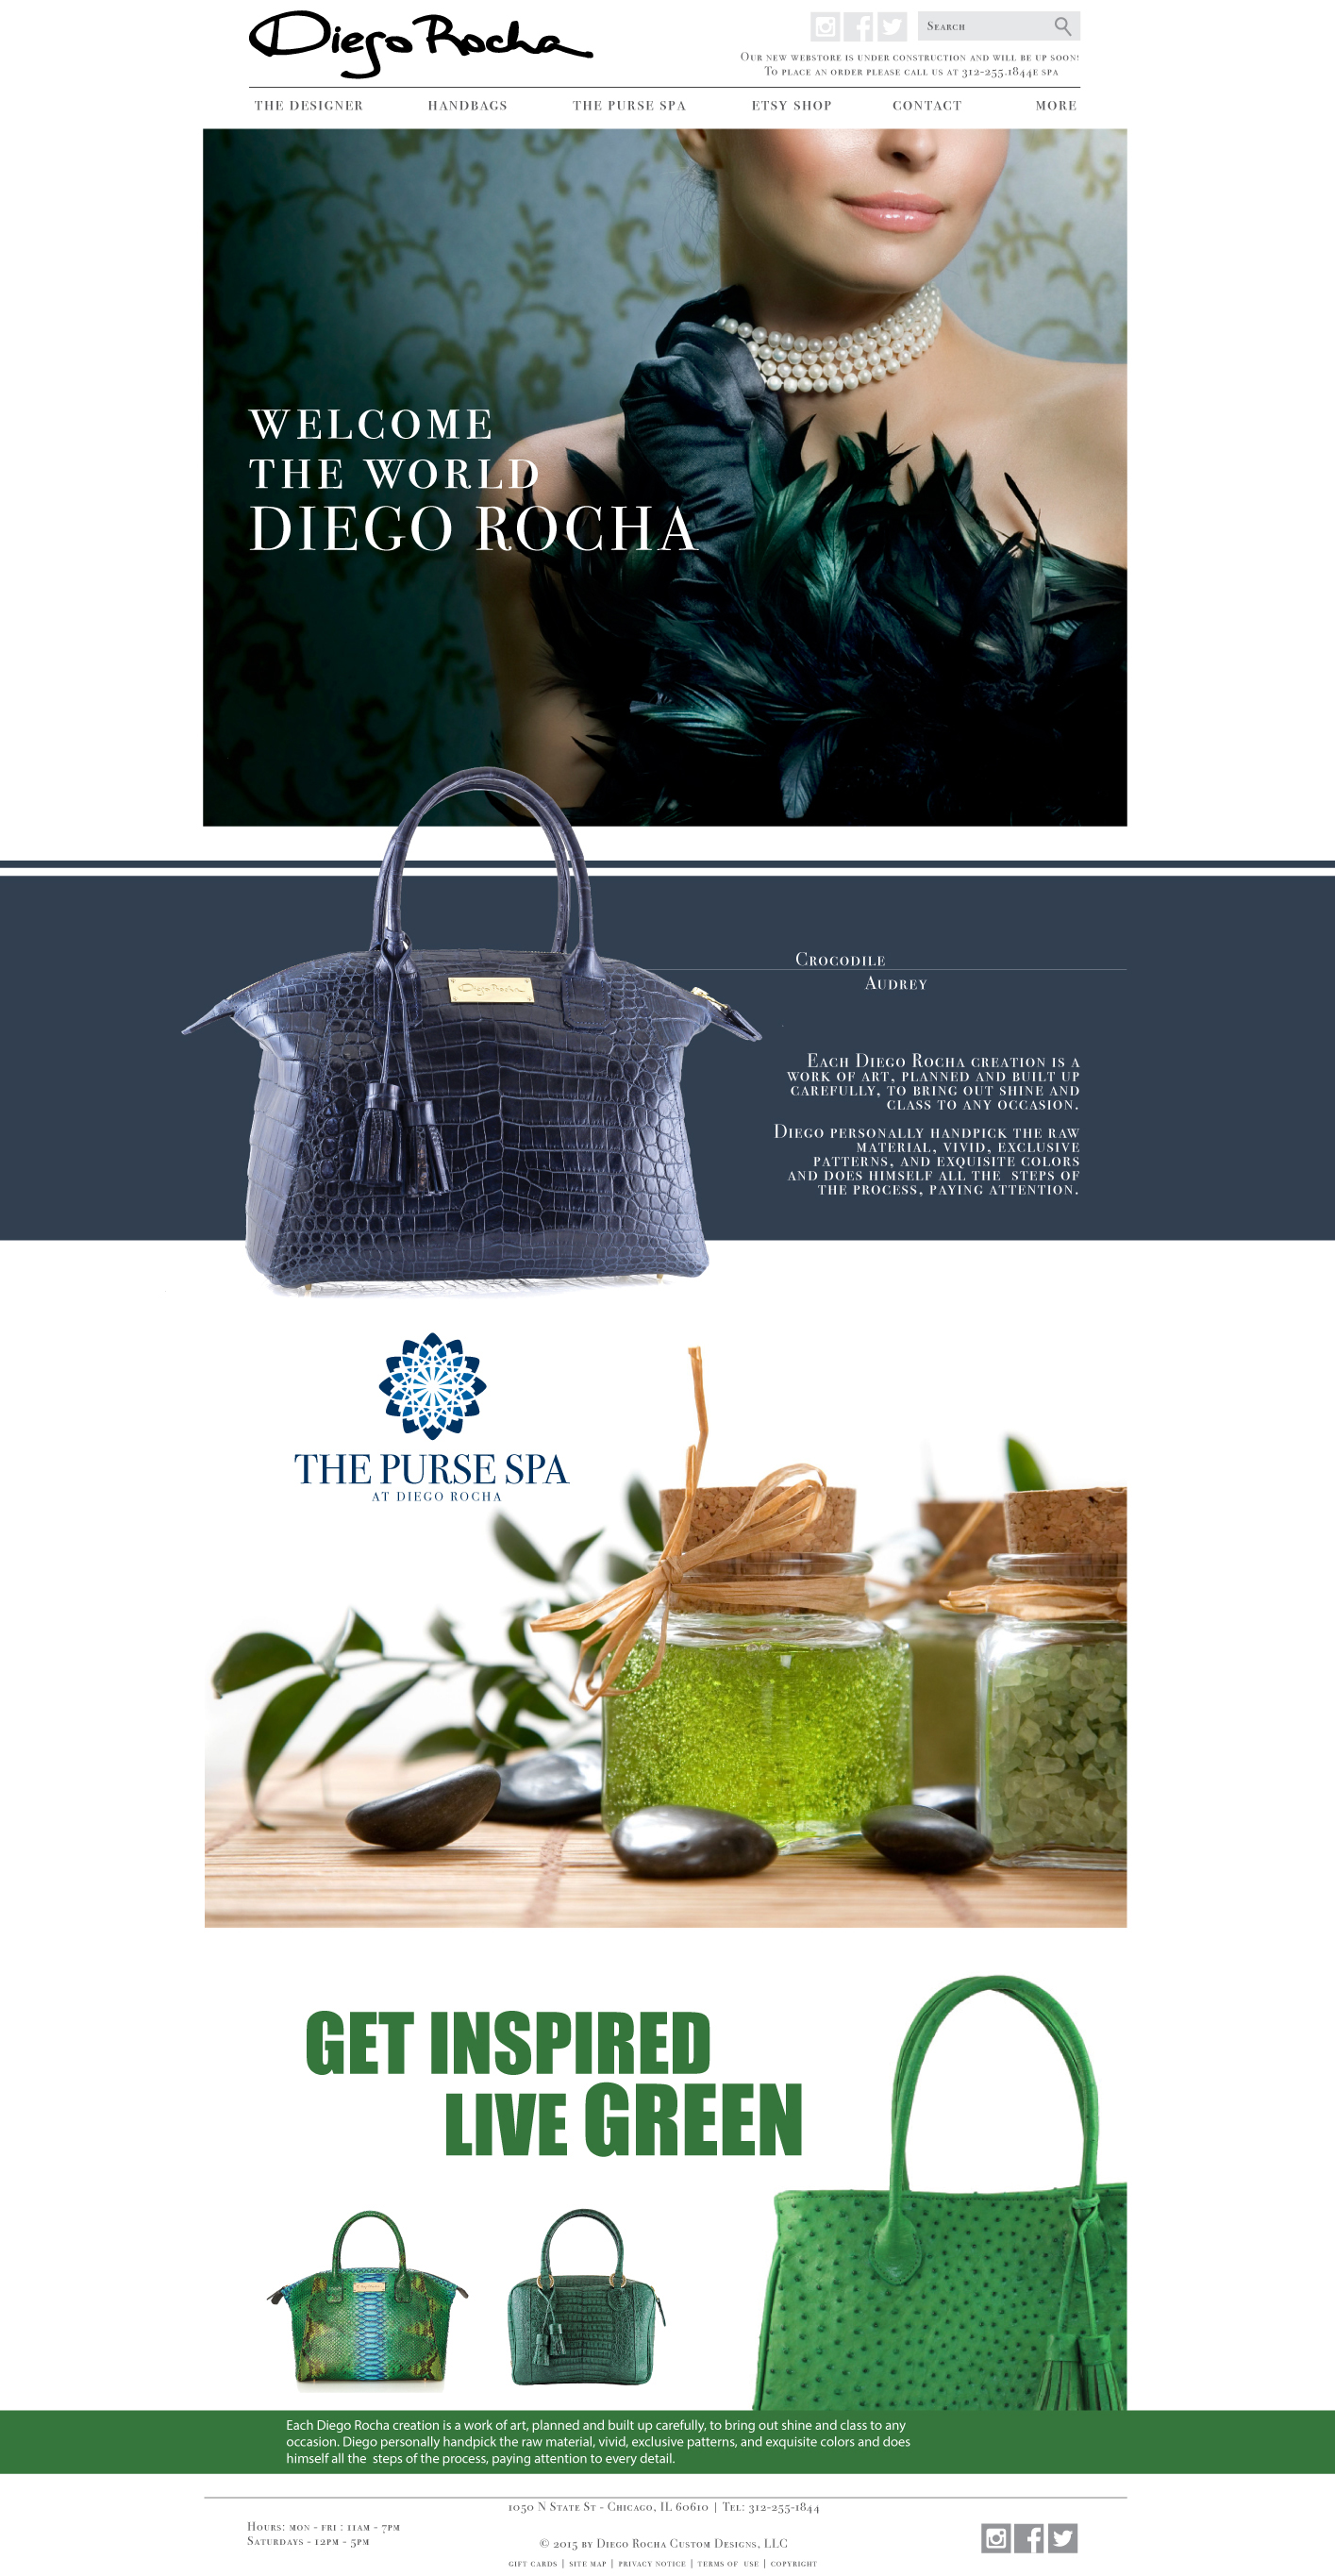 Diego Rocha
Search
Our new webstore is under construction and will be up soon!
To place an order please call us at 312-255.1844e spa
THE DESIGNER HANDBAGS THE PURSE SPA ETSY SHOP CONTACT MORE
WELCOME
THE WORLD
DIEGO ROCHA
Diego Rocha
Crocodile
Audrey
Each Diego Rocha creation is a
work of art, planned and built up
carefully, to bring out shine and
class to any occasion.
Diego personally handpick the raw
material, vivid, exclusive
patterns, and exquisite colors
and does himself all the steps of
the process, paying attention.
THE PURSE SPA
AT DIEGO ROCHA
GET INSPIRED
LIVE GREEN
Each Diego Rocha creation is a work of art, planned and built up carefully, to bring out shine and class to any
occasion. Diego personally handpick the raw material, vivid, exclusive patterns, and exquisite colors and does
himself all the steps of the process, paying attention to every detail.
1050 N State St - Chicago, IL 60610 | Tel: 312-255-1844
Hours: mon - fri : 11am - 7pm
Saturdays - 12pm - 5pm
© 2015 by Diego Rocha Custom Designs, LLC
gift cards | site map | privacy notice | terms of use | copyright